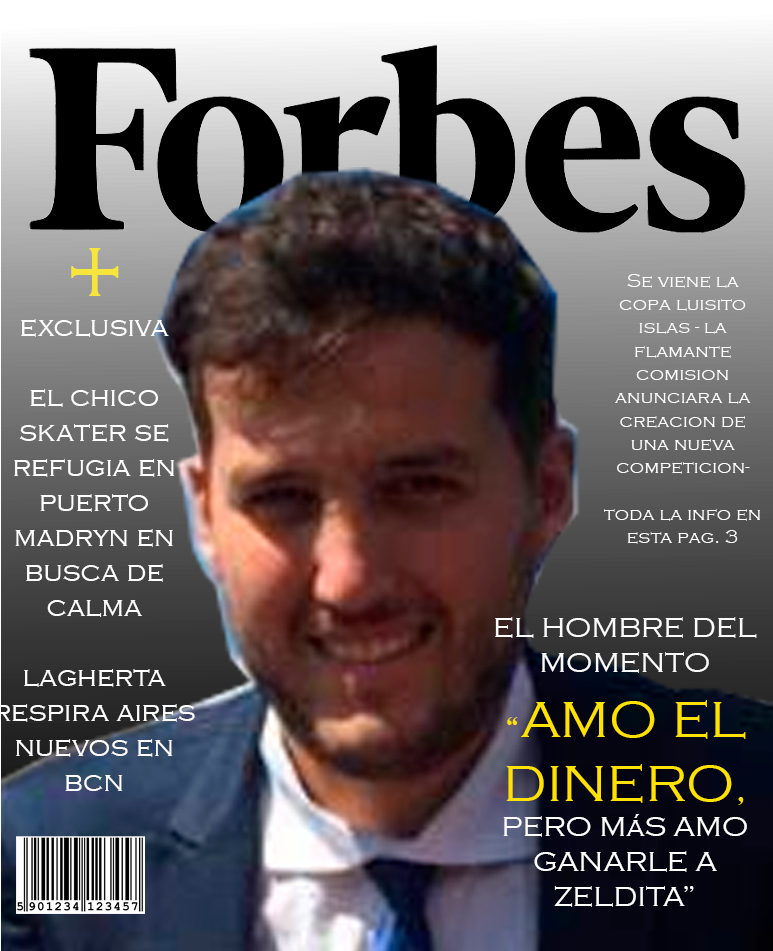 Forbes
EXCLUSIVA
EL CHICO
SKATER SE
REFUGIA EN
PUERTO
MADRYN EN
BUSCA DE
CALMA
LAGHERTA
RESPIRA AIRES
NUEVOS EN
BCN
SE VIENE LA
COPA LUISITO
ISLAS - LA
FLAMANTE
COMISION
ANUNCIARA LA
CREACION DE
UNA NUEVA
COMPETICION-
TODA LA INFO EN
ESTA PAG. 3
EL HOMBRE DEL
MOMENTO
“AMO EL
DINERO,
PERO MÁS AMO
GANARLE A
ZELDITA”
5 901234 123457